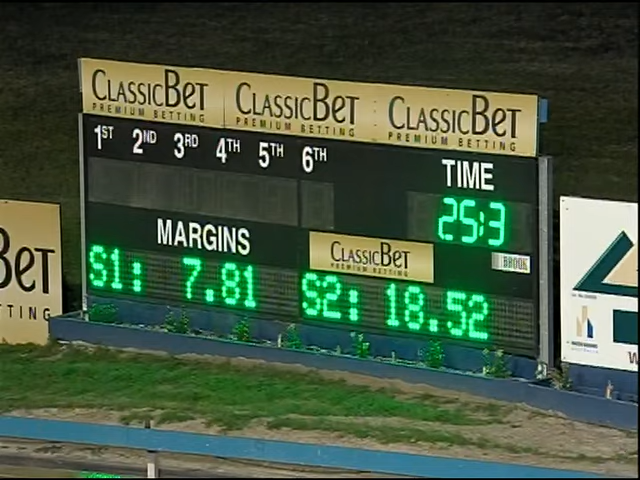 CLASSICBET CLASSICBET CLASSICBET
PREMIUM BETTING PREMIUM BETTING PREMIUM BETTING
1ST 2ND 3RD 4TH 5TH 6TH
TIME
25:3
MARGINS
CLASSICBET
PREMIUM BETTING
BROOK
S1: 7.81 S2: 18.52
BET
TTING
W